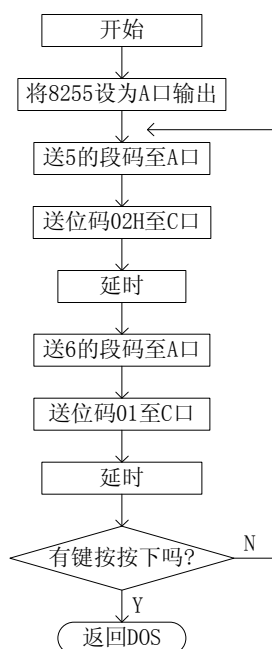 开始
将8255设为A口输出
送5的段码至A口
送位码02H至C口
延时
送6的段码至A口
送位码01至C口
延时
有键按按下吗?
N
Y
返回DOS